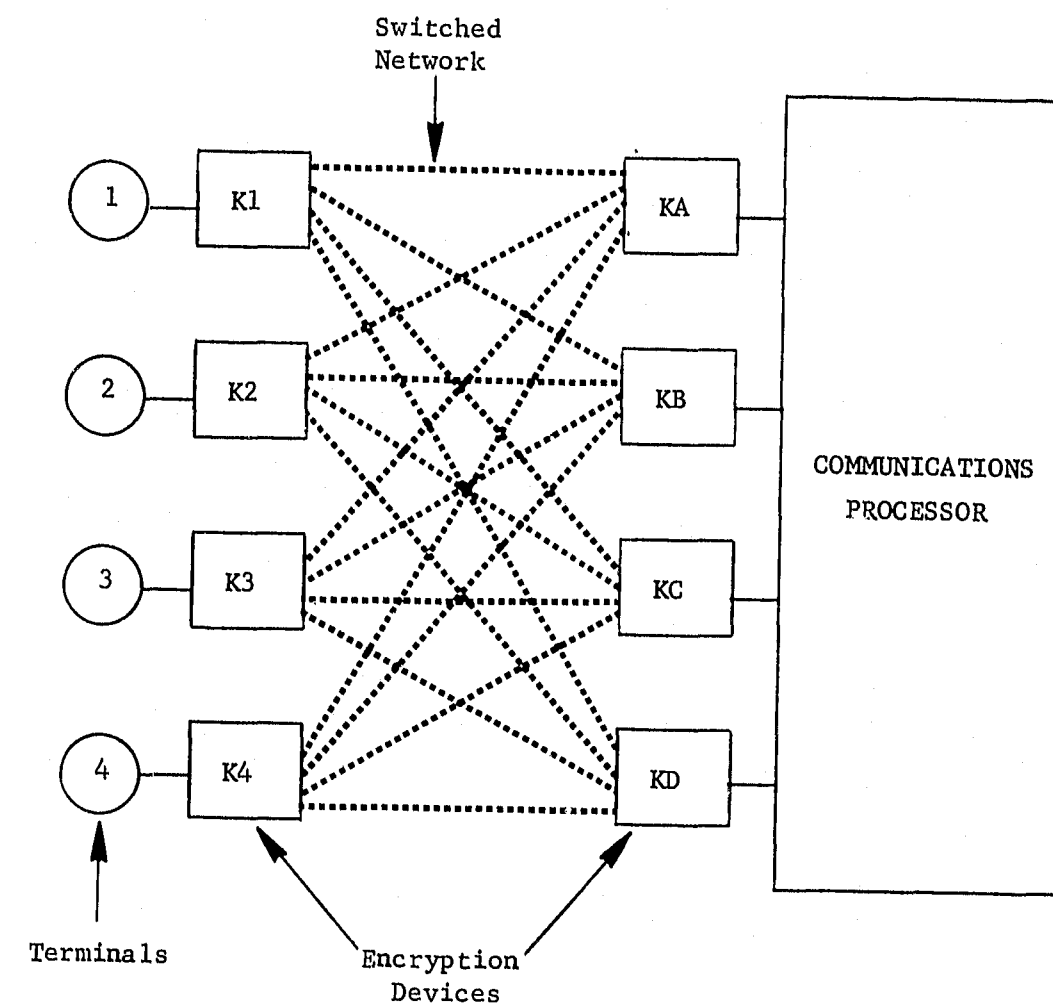 Switched
Network
1
K1
KA
2
K2
KB
COMMUNICATIONS
PROCESSOR
3
K3
KC
4
K4
KD
Terminals
Encryption
Devices